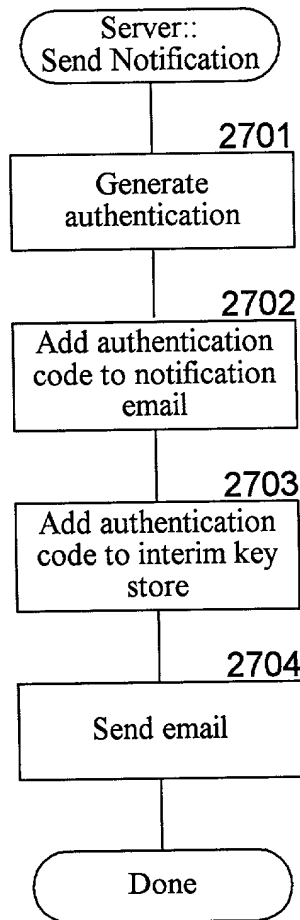 Server::
Send Notification
2701
Generate
authentication
2702
Add authentication
code to notification
email
2703
Add authentication
code to interim key
store
2704
Send email
Done